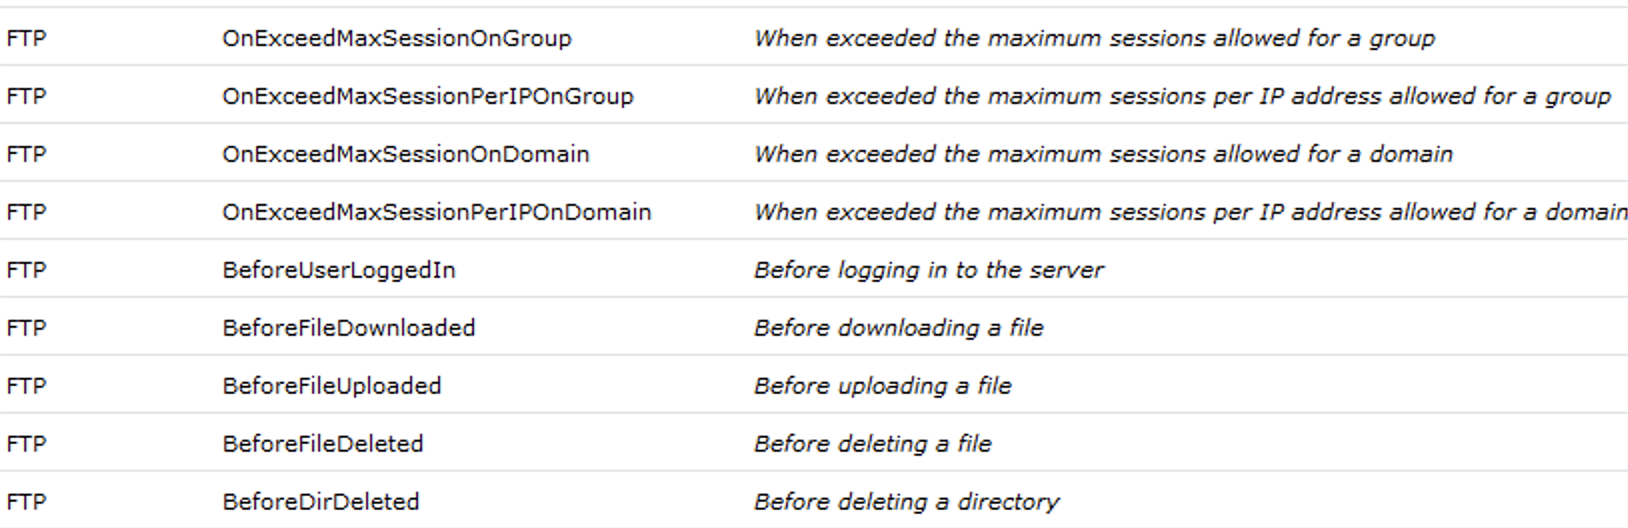 FTP OnExceedMaxSessionOnGroup When exceeded the maximum sessions allowed for a group
FTP OnExceedMaxSessionPerIPOnGroup When exceeded the maximum sessions per IP address allowed for a group
FTP OnExceedMaxSessionOnDomain When exceeded the maximum sessions allowed for a domain
FTP OnExceedMaxSessionPerIPOnDomain When exceeded the maximum sessions per IP address allowed for a domain
FTP BeforeUserLoggedIn Before logging in to the server
FTP BeforeFileDownloaded Before downloading a file
FTP BeforeFileUploaded Before uploading a file
FTP BeforeFileDeleted Before deleting a file
FTP BeforeDirDeleted Before deleting a directory